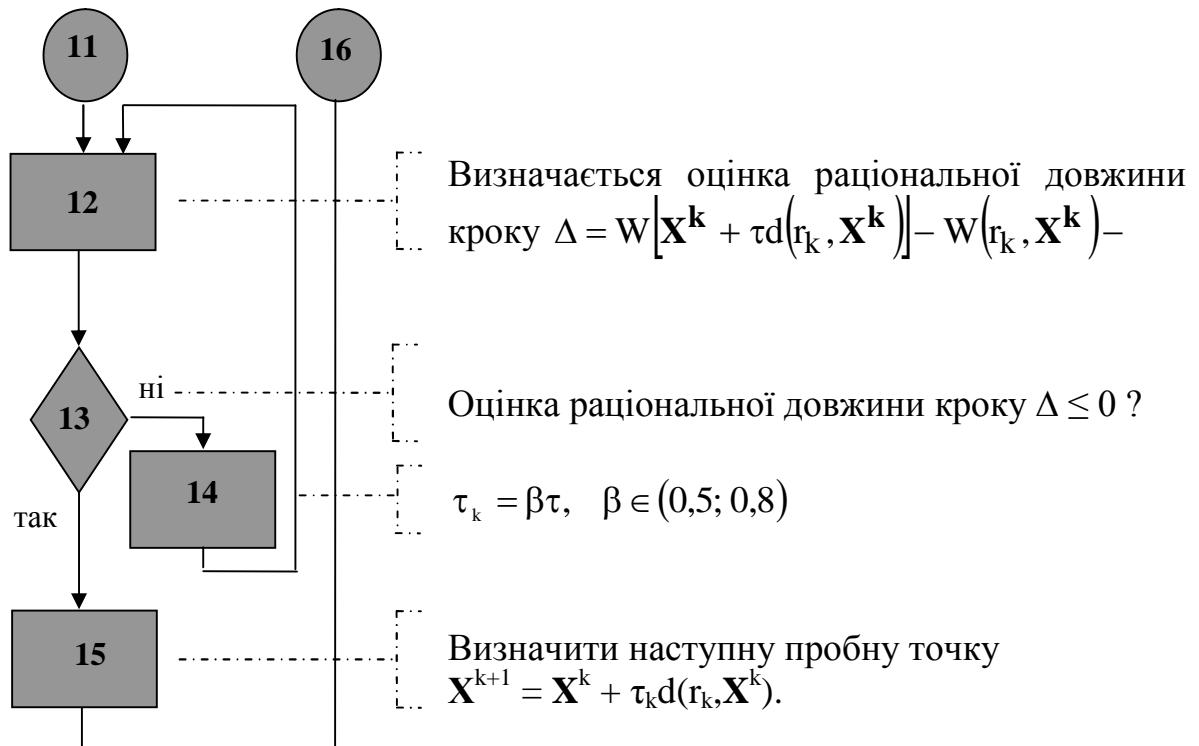 11
16
12
Визначається оцінка раціональної довжини
кроку Δ = W[X^k + τd(r_k, X^k)] – W(r_k, X^k) –
ні
13
Оцінка раціональної довжини кроку Δ ≤ 0 ?
14
τ_k = βτ, β ∈ (0,5; 0,8)
так
15
Визначити наступну пробну точку
X^{k+1} = X^k + τ_k d(r_k,X^k).